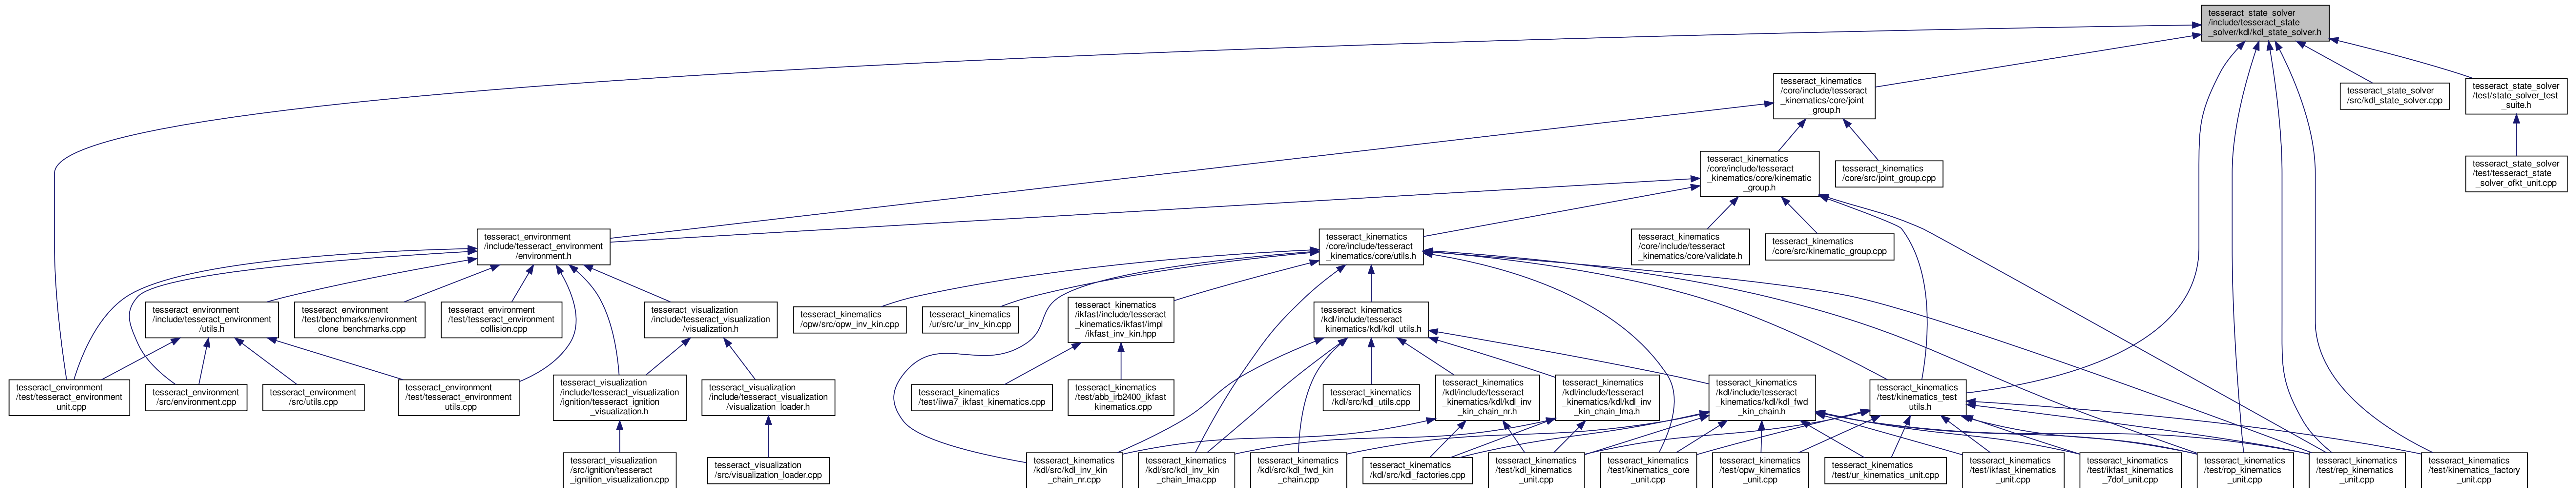 tesseract_state_solver
/include/tesseract_state
_solver/kdl/kdl_state_solver.h
tesseract_kinematics
/core/include/tesseract
_kinematics/core/joint
_group.h
tesseract_state_solver
/src/kdl_state_solver.cpp
tesseract_state_solver
/test/state_solver_test
_suite.h
tesseract_kinematics
/core/include/tesseract
_kinematics/core/kinematic
_group.h
tesseract_kinematics
/core/src/joint_group.cpp
tesseract_state_solver
/test/tesseract_state
_solver_ofkt_unit.cpp
tesseract_environment
/include/tesseract_environment
/environment.h
tesseract_kinematics
/core/include/tesseract
_kinematics/core/utils.h
tesseract_kinematics
/core/include/tesseract
_kinematics/core/validate.h
tesseract_kinematics
/core/src/kinematic_group.cpp
tesseract_environment
/include/tesseract_environment
/utils.h
tesseract_environment
/test/benchmarks/environment
_clone_benchmarks.cpp
tesseract_environment
/test/tesseract_environment
_collision.cpp
tesseract_visualization
/include/tesseract_visualization
/visualization.h
tesseract_kinematics
/opw/src/opw_inv_kin.cpp
tesseract_kinematics
/ur/src/ur_inv_kin.cpp
tesseract_kinematics
/ikfast/include/tesseract
_kinematics/ikfast/impl
/ikfast_inv_kin.hpp
tesseract_kinematics
/kdl/include/tesseract
_kinematics/kdl/kdl_utils.h
tesseract_environment
/test/tesseract_environment
_unit.cpp
tesseract_environment
/src/environment.cpp
tesseract_environment
/src/utils.cpp
tesseract_environment
/test/tesseract_environment
_utils.cpp
tesseract_visualization
/include/tesseract_visualization
/ignition/tesseract_ignition
_visualization.h
tesseract_visualization
/include/tesseract_visualization
/visualization_loader.h
tesseract_kinematics
/test/iiwa7_ikfast_kinematics.cpp
tesseract_kinematics
/test/abb_irb2400_ikfast
_kinematics.cpp
tesseract_kinematics
/kdl/src/kdl_utils.cpp
tesseract_kinematics
/kdl/include/tesseract
_kinematics/kdl/kdl_inv
_kin_chain_nr.h
tesseract_kinematics
/kdl/include/tesseract
_kinematics/kdl/kdl_inv
_kin_chain_lma.h
tesseract_kinematics
/kdl/include/tesseract
_kinematics/kdl/kdl_fwd
_kin_chain.h
tesseract_kinematics
/test/kinematics_test
_utils.h
tesseract_visualization
/src/ignition/tesseract
_ignition_visualization.cpp
tesseract_visualization
/src/visualization_loader.cpp
tesseract_kinematics
/kdl/src/kdl_inv_kin
_chain_nr.cpp
tesseract_kinematics
/kdl/src/kdl_inv_kin
_chain_lma.cpp
tesseract_kinematics
/kdl/src/kdl_fwd_kin
_chain.cpp
tesseract_kinematics
/kdl/src/kdl_factories.cpp
tesseract_kinematics
/test/kdl_kinematics
_unit.cpp
tesseract_kinematics
/test/kinematics_core
_unit.cpp
tesseract_kinematics
/test/opw_kinematics
_unit.cpp
tesseract_kinematics
/test/ur_kinematics_unit.cpp
tesseract_kinematics
/test/ikfast_kinematics
_unit.cpp
tesseract_kinematics
/test/ikfast_kinematics
_7dof_unit.cpp
tesseract_kinematics
/test/rop_kinematics
_unit.cpp
tesseract_kinematics
/test/rep_kinematics
_unit.cpp
tesseract_kinematics
/test/kinematics_factory
_unit.cpp